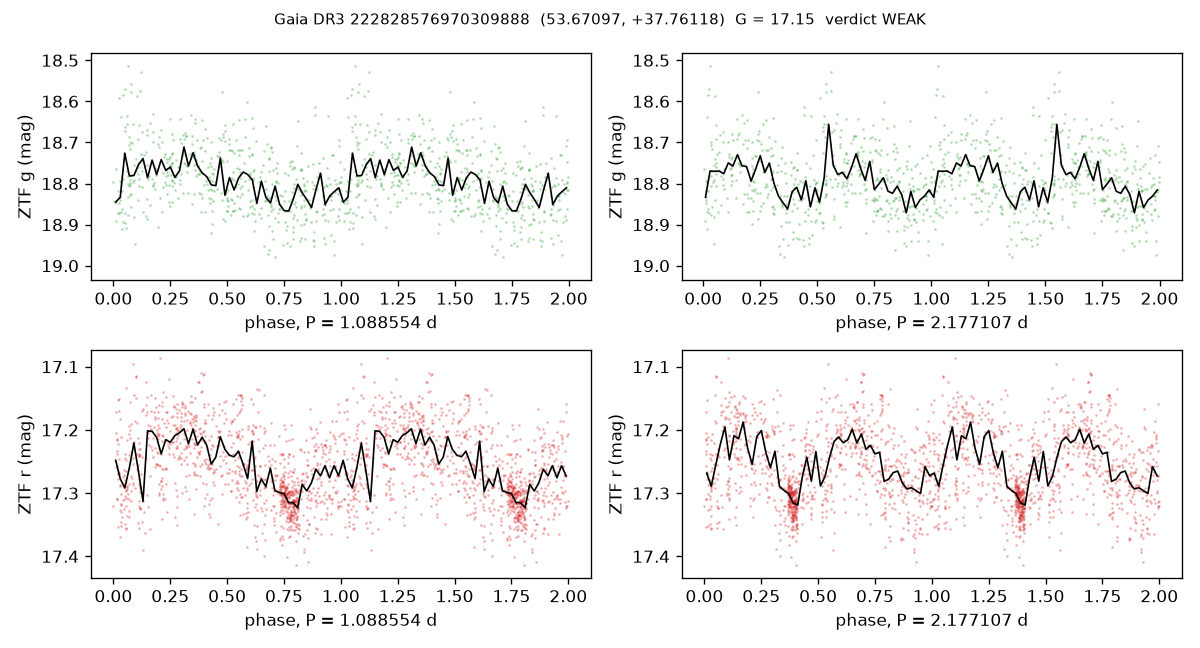 Gaia DR3 222828576970309888  (53.67097, +37.76118)  G = 17.15  verdict WEAK
18.5
18.6
18.7
18.8
18.9
19.0
ZTF g (mag)
0.00 0.25 0.50 0.75 1.00 1.25 1.50 1.75 2.00
phase, P = 1.088554 d
18.5
18.6
18.7
18.8
18.9
19.0
ZTF g (mag)
0.00 0.25 0.50 0.75 1.00 1.25 1.50 1.75 2.00
phase, P = 2.177107 d
17.1
17.2
17.3
17.4
ZTF r (mag)
0.00 0.25 0.50 0.75 1.00 1.25 1.50 1.75 2.00
phase, P = 1.088554 d
17.1
17.2
17.3
17.4
ZTF r (mag)
0.00 0.25 0.50 0.75 1.00 1.25 1.50 1.75 2.00
phase, P = 2.177107 d